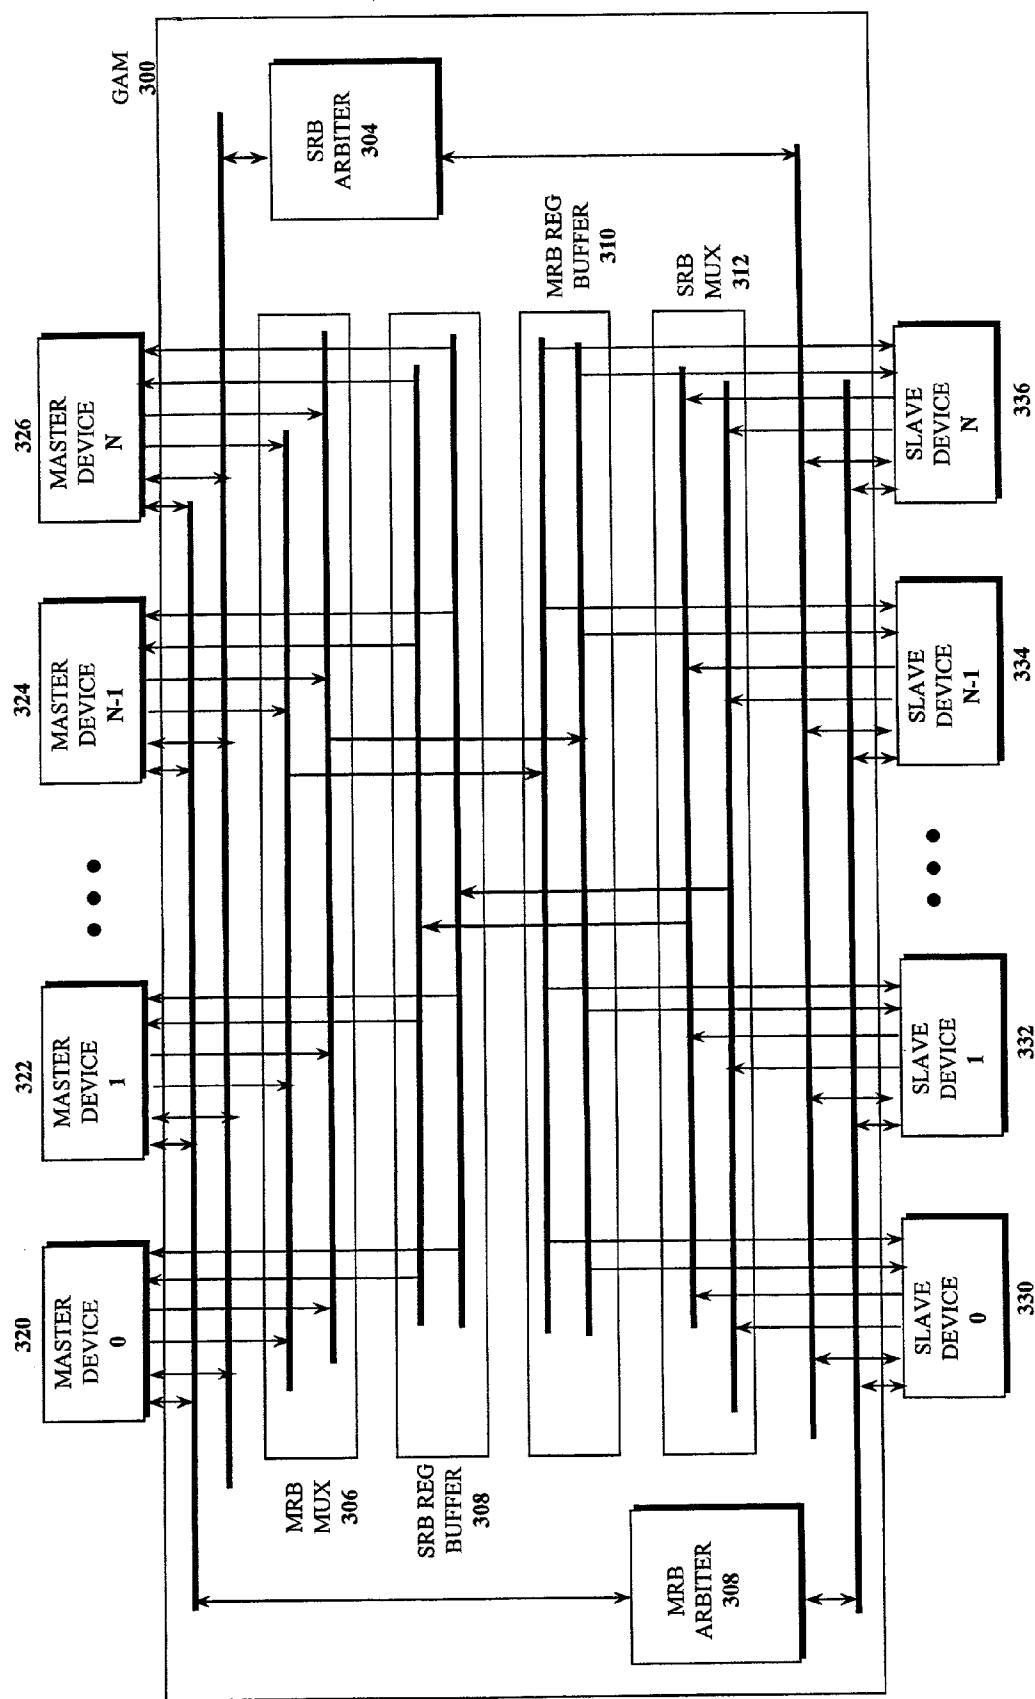 GAM
300
326
MASTER
DEVICE
N
324
MASTER
DEVICE
N-1
322
MASTER
DEVICE
1
320
MASTER
DEVICE
0
SRB
ARBITER
304
MRB REG
BUFFER
310
SRB
MUX
312
MRB
MUX
306
SRB REG
BUFFER
308
MRB
ARBITER
308
SLAVE
DEVICE
N
336
SLAVE
DEVICE
N-1
334
SLAVE
DEVICE
1
332
SLAVE
DEVICE
0
330